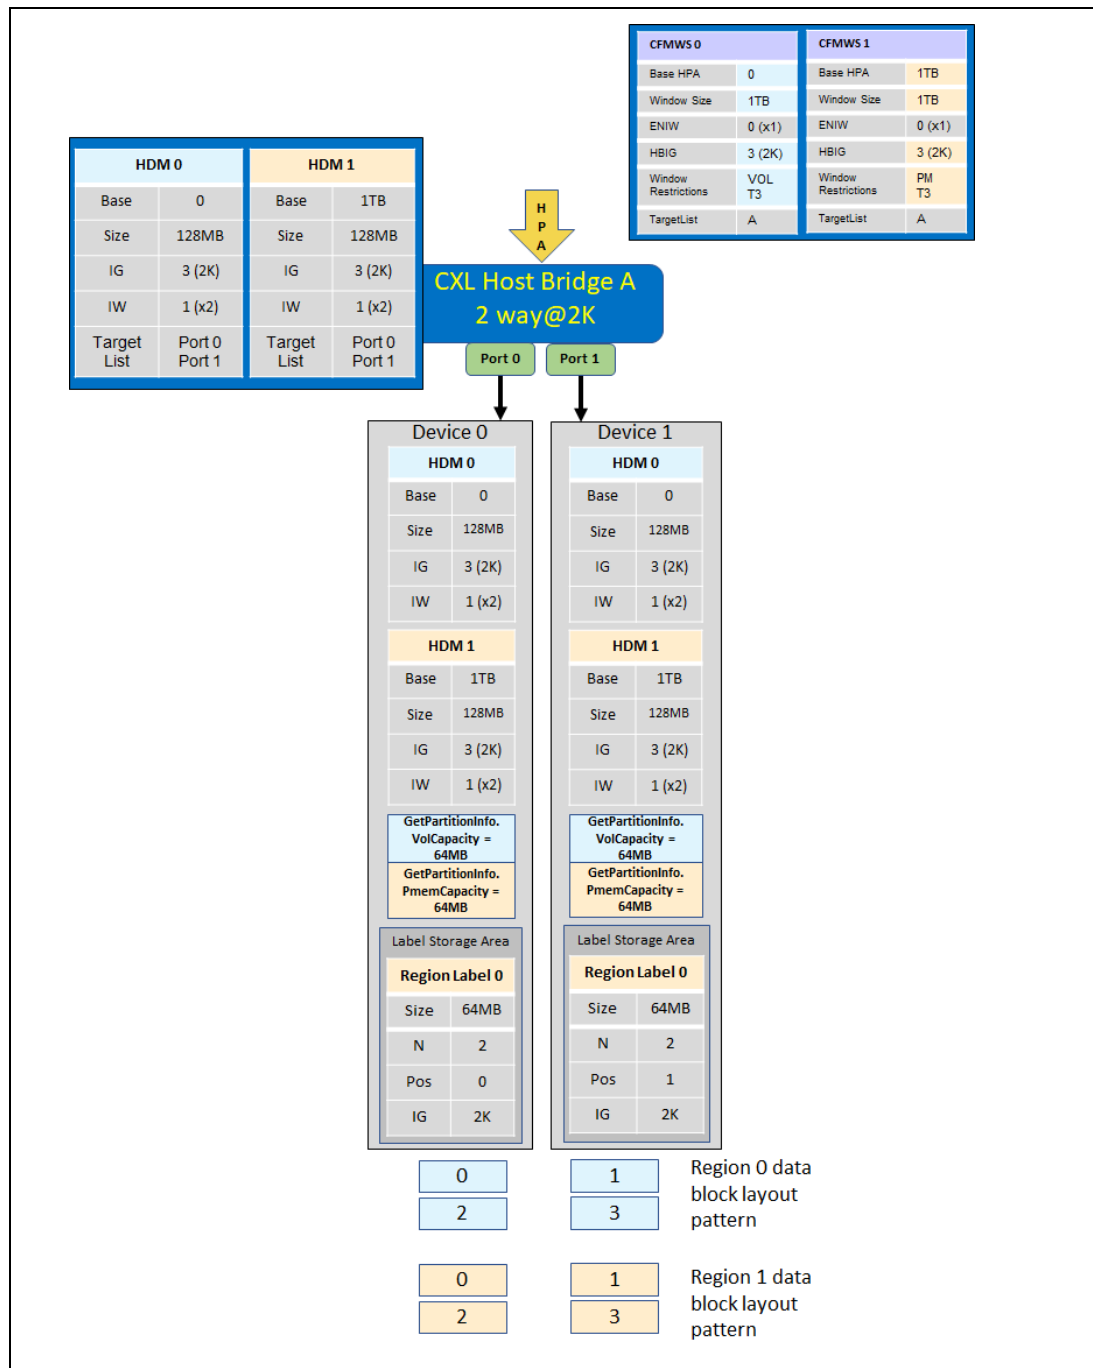 CFMWS 0 CFMWS 1
Base HPA 0 Base HPA 1TB
Window Size 1TB Window Size 1TB
ENIW 0 (x1) ENIW 0 (x1)
HBIG 3 (2K) HBIG 3 (2K)
Window Restrictions VOL T3 Window Restrictions PM T3
TargetList A TargetList A
HDM 0 HDM 1
Base 0 Base 1TB
Size 128MB Size 128MB
IG 3 (2K) IG 3 (2K)
IW 1 (x2) IW 1 (x2)
Target List Port 0 Port 1 Target List Port 0 Port 1
H
P
A
CXL Host Bridge A
2 way@2K
Port 0 Port 1
Device 0
HDM 0
Base 0
Size 128MB
IG 3 (2K)
IW 1 (x2)
HDM 1
Base 1TB
Size 128MB
IG 3 (2K)
IW 1 (x2)
GetPartitionInfo.
VolCapacity =
64MB
GetPartitionInfo.
PmemCapacity =
64MB
Label Storage Area
Region Label 0
Size 64MB
N 2
Pos 0
IG 2K
Device 1
HDM 0
Base 0
Size 128MB
IG 3 (2K)
IW 1 (x2)
HDM 1
Base 1TB
Size 128MB
IG 3 (2K)
IW 1 (x2)
GetPartitionInfo.
VolCapacity =
64MB
GetPartitionInfo.
PmemCapacity =
64MB
Label Storage Area
Region Label 0
Size 64MB
N 2
Pos 1
IG 2K
0 1
2 3
Region 0 data
block layout
pattern
0 1
2 3
Region 1 data
block layout
pattern